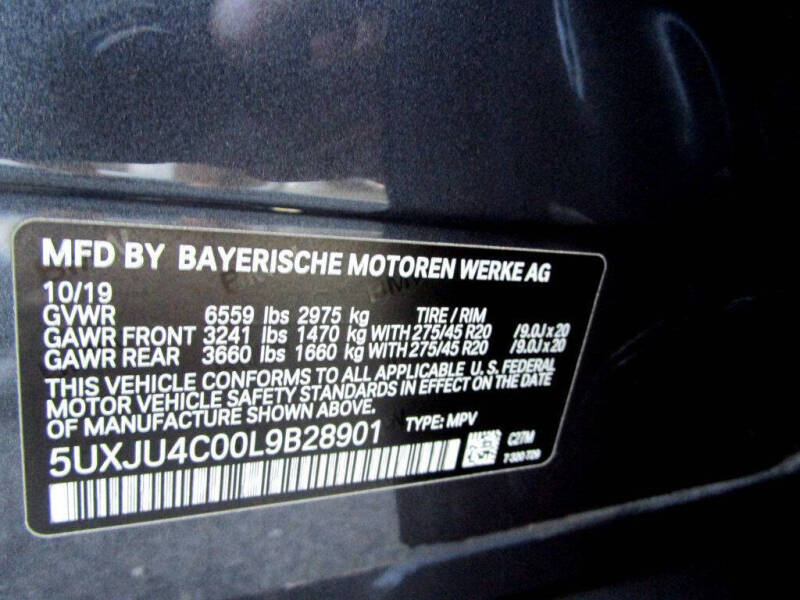 MFD BY BAYERISCHE MOTOREN WERKE AG
10/19
GVWR 6559 lbs 2975 kg TIRE / RIM
GAWR FRONT 3241 lbs 1470 kg WITH 275/45 R20 /9.0J x 20
GAWR REAR 3660 lbs 1660 kg WITH 275/45 R20 /9.0J x 20
THIS VEHICLE CONFORMS TO ALL APPLICABLE U. S. FEDERAL
MOTOR VEHICLE SAFETY STANDARDS IN EFFECT ON THE DATE
OF MANUFACTURE SHOWN ABOVE.
5UXJU4C00L9B28901 TYPE: MPV
C27M